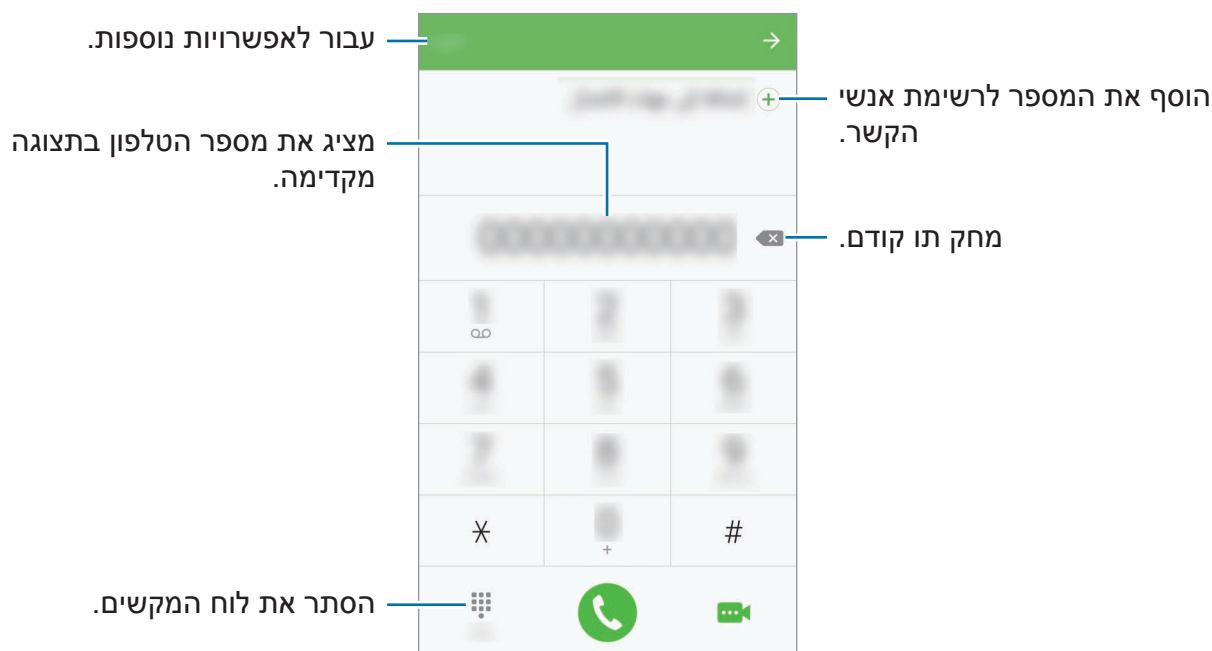 עבור לאפשרויות נוספות.
הוסף את המספר לרשימת אנשי
הקשר.
מציג את מספר הטלפון בתצוגה
מקדימה.
מחק תו קודם.
+
#
הסתר את לוח המקשים.